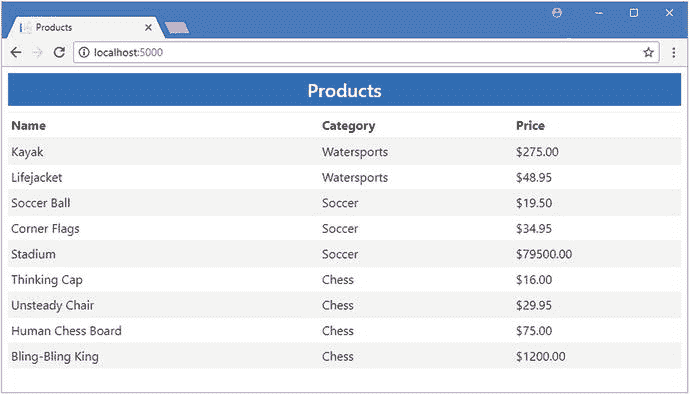 Products
localhost:5000
Products
Name Category Price
Kayak Watersports $275.00
Lifejacket Watersports $48.95
Soccer Ball Soccer $19.50
Corner Flags Soccer $34.95
Stadium Soccer $79500.00
Thinking Cap Chess $16.00
Unsteady Chair Chess $29.95
Human Chess Board Chess $75.00
Bling-Bling King Chess $1200.00